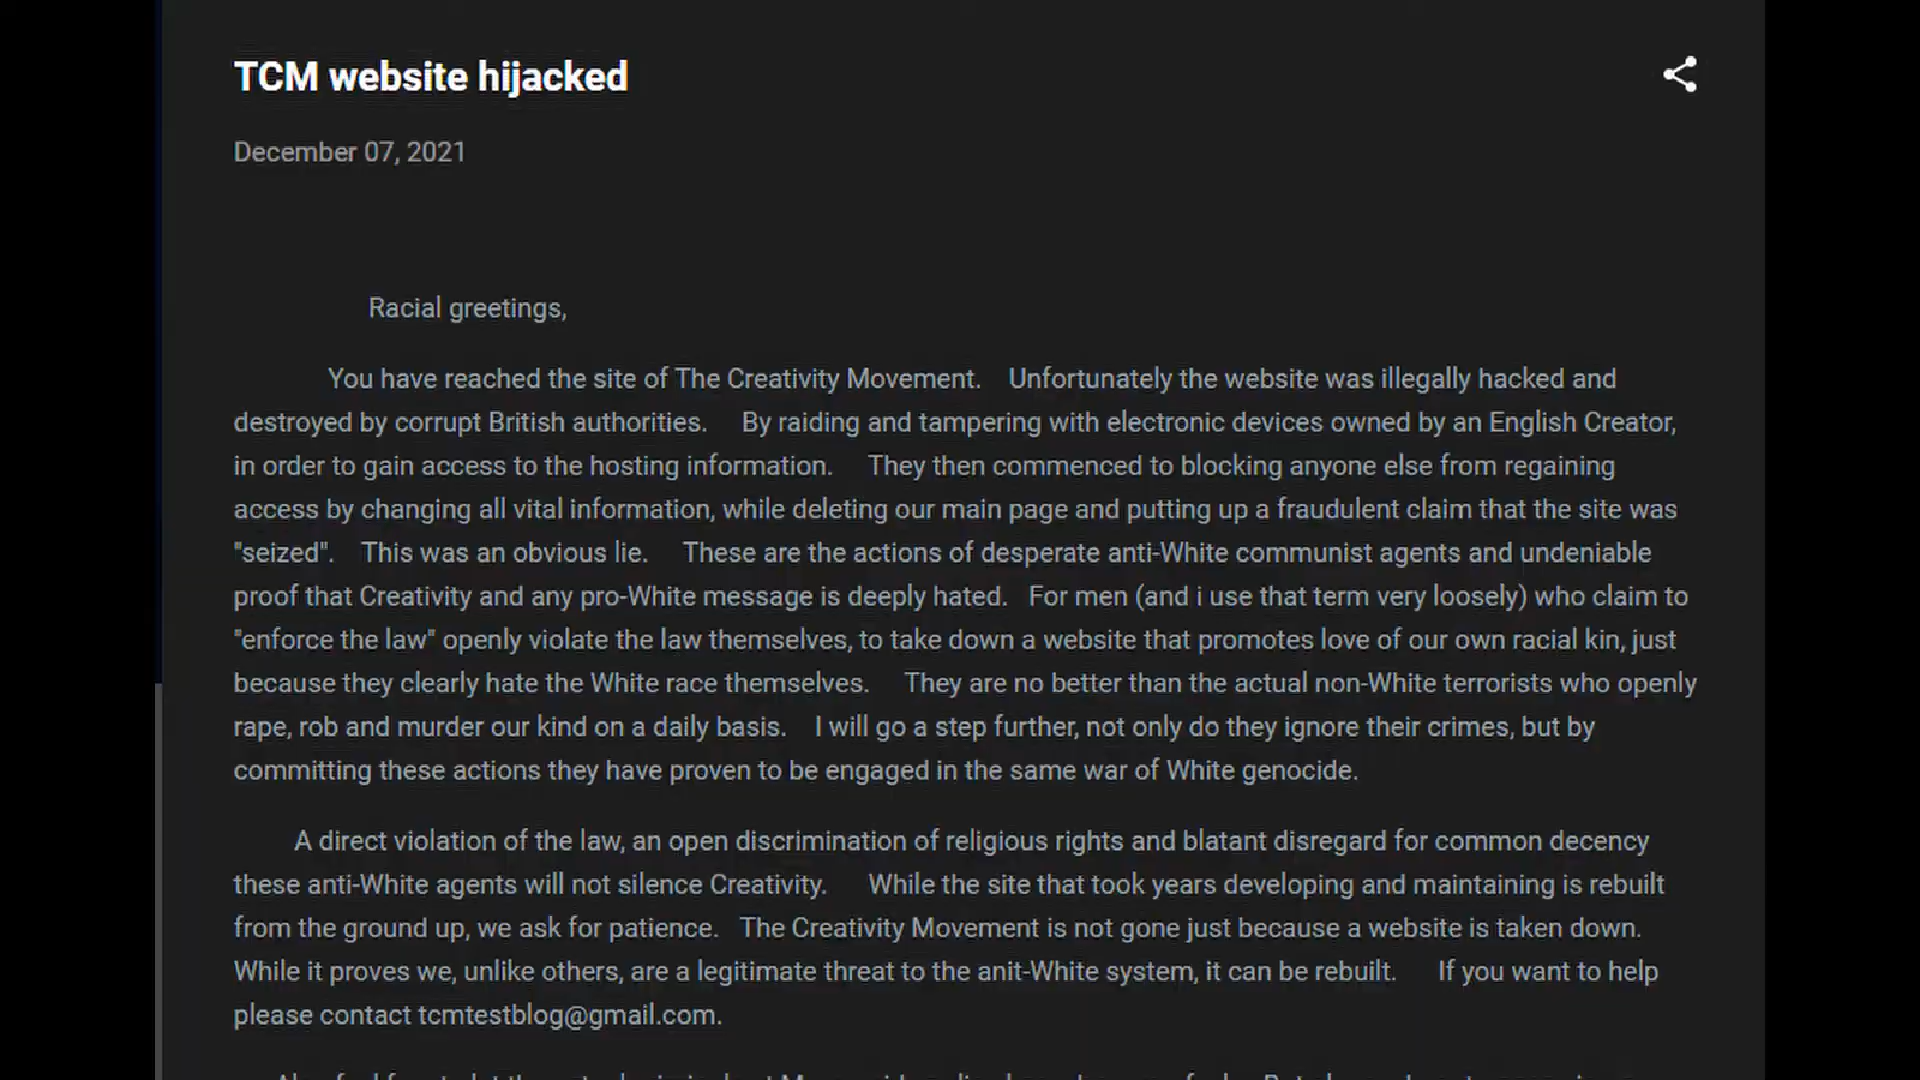 TCM website hijacked
December 07, 2021
Racial greetings,
You have reached the site of The Creativity Movement. Unfortunately the website was illegally hacked and
destroyed by corrupt British authorities. By raiding and tampering with electronic devices owned by an English Creator,
in order to gain access to the hosting information. They then commenced to blocking anyone else from regaining
access by changing all vital information, while deleting our main page and putting up a fraudulent claim that the site was
"seized". This was an obvious lie. These are the actions of desperate anti-White communist agents and undeniable
proof that Creativity and any pro-White message is deeply hated. For men (and i use that term very loosely) who claim to
"enforce the law" openly violate the law themselves, to take down a website that promotes love of our own racial kin, just
because they clearly hate the White race themselves. They are no better than the actual non-White terrorists who openly
rape, rob and murder our kind on a daily basis. I will go a step further, not only do they ignore their crimes, but by
committing these actions they have proven to be engaged in the same war of White genocide.
A direct violation of the law, an open discrimination of religious rights and blatant disregard for common decency
these anti-White agents will not silence Creativity. While the site that took years developing and maintaining is rebuilt
from the ground up, we ask for patience. The Creativity Movement is not gone just because a website is taken down.
While it proves we, unlike others, are a legitimate threat to the anit-White system, it can be rebuilt. If you want to help
please contact tcmtestblog@gmail.com.